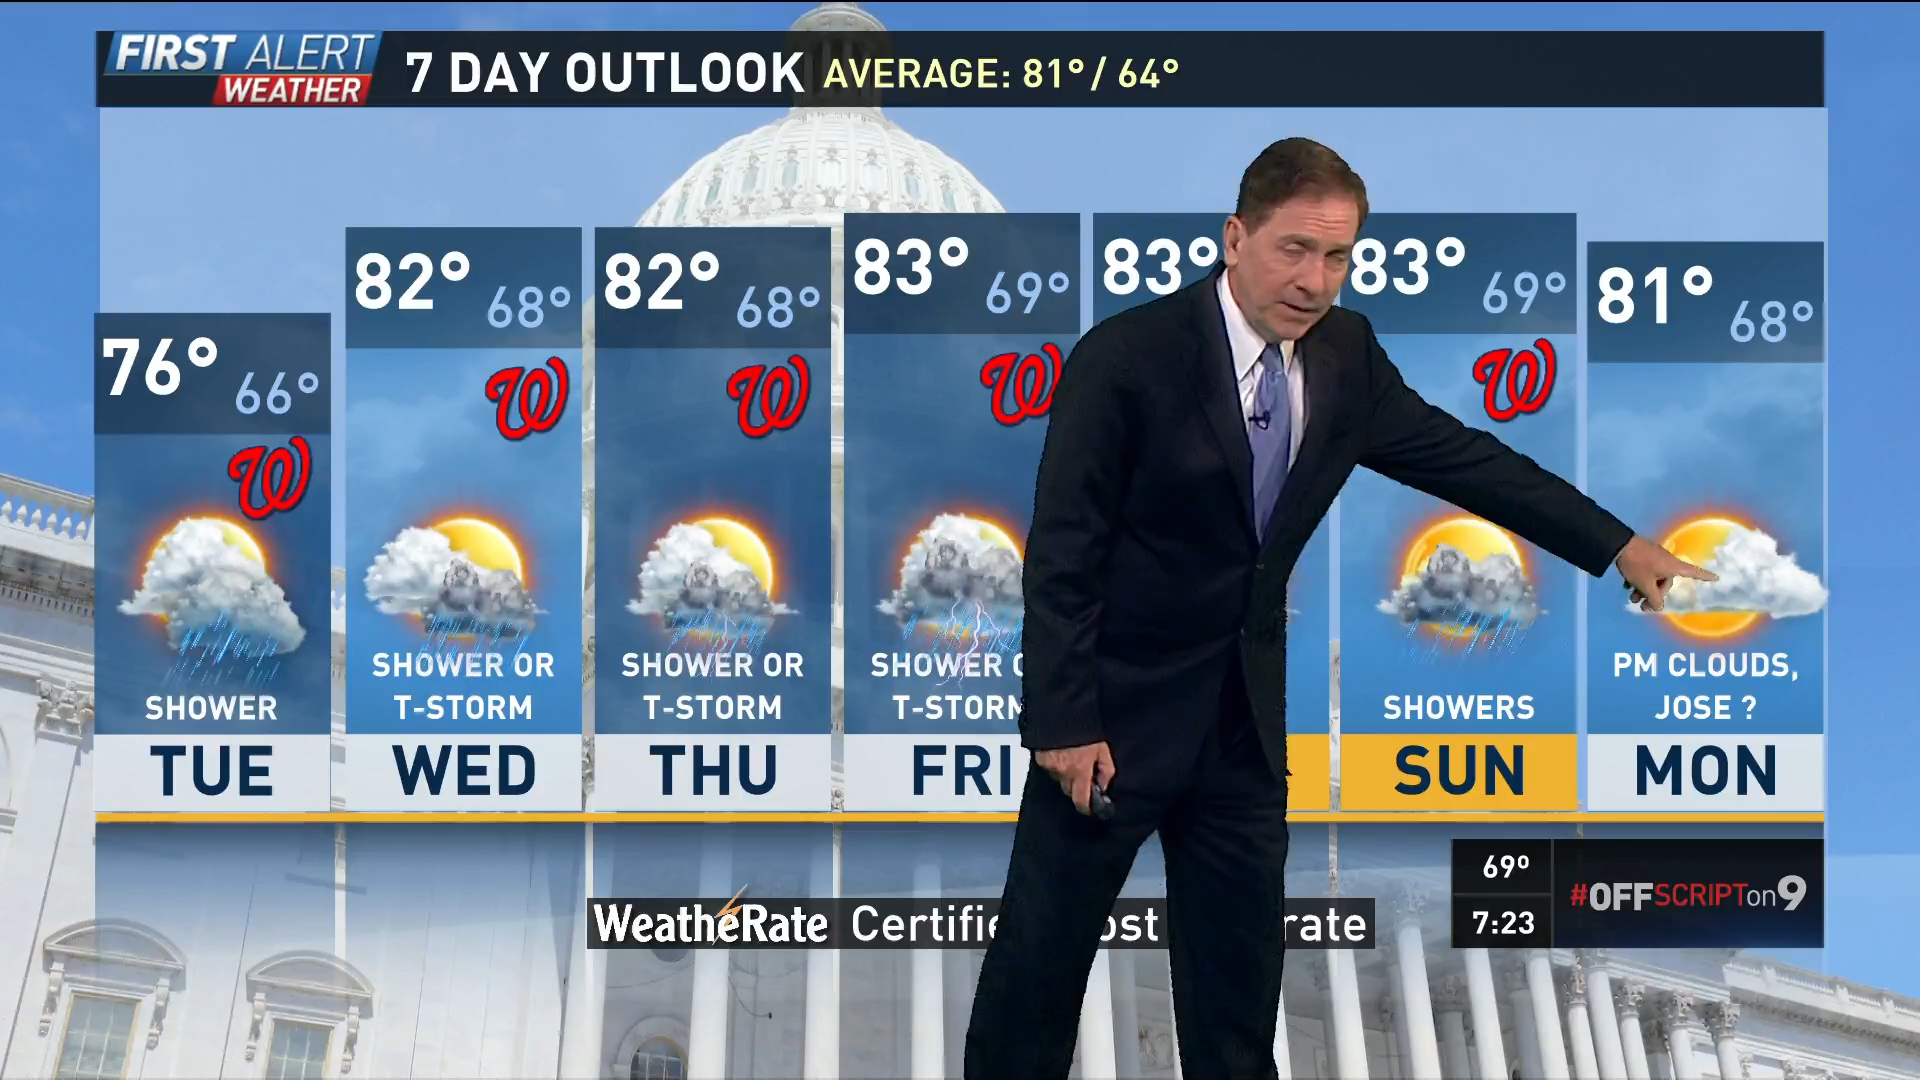 FIRST ALERT
WEATHER
7 DAY OUTLOOK AVERAGE: 81°/ 64°
76° 66°
82° 68°
82° 68°
83° 69°
83°
83° 69°
81° 68°
W
W
W
W
W
SHOWER
SHOWER OR
T-STORM
SHOWER OR
T-STORM
SHOWER
T-STORM
SHOWERS
PM CLOUDS,
JOSE ?
TUE
WED
THU
FRI
SUN
MON
WeatheRate
69°
7:23
#OFFSCRIPTon9